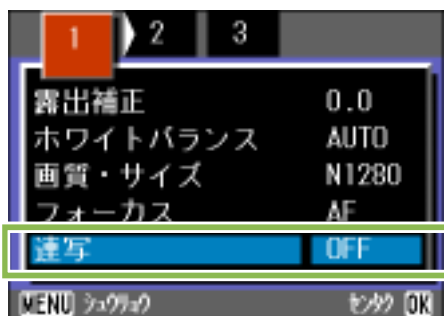 1 2 3
露出補正 0.0
ホワイトバランス AUTO
画質・サイズ N1280
フォーカス AF
連写 OFF
MENU シュウリョウ センタク OK